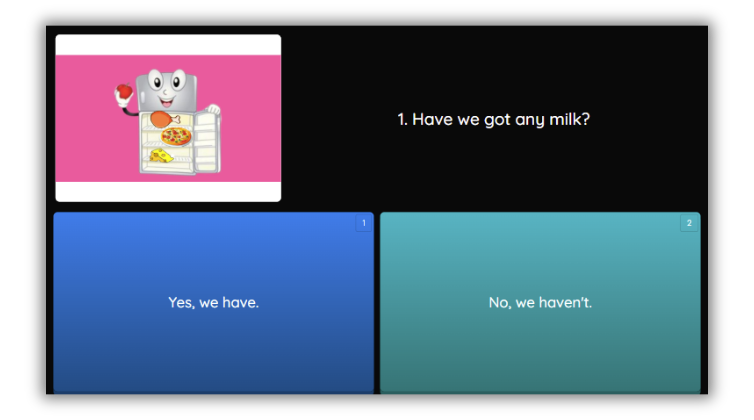 1. Have we got any milk?
1
Yes, we have.
2
No, we haven't.